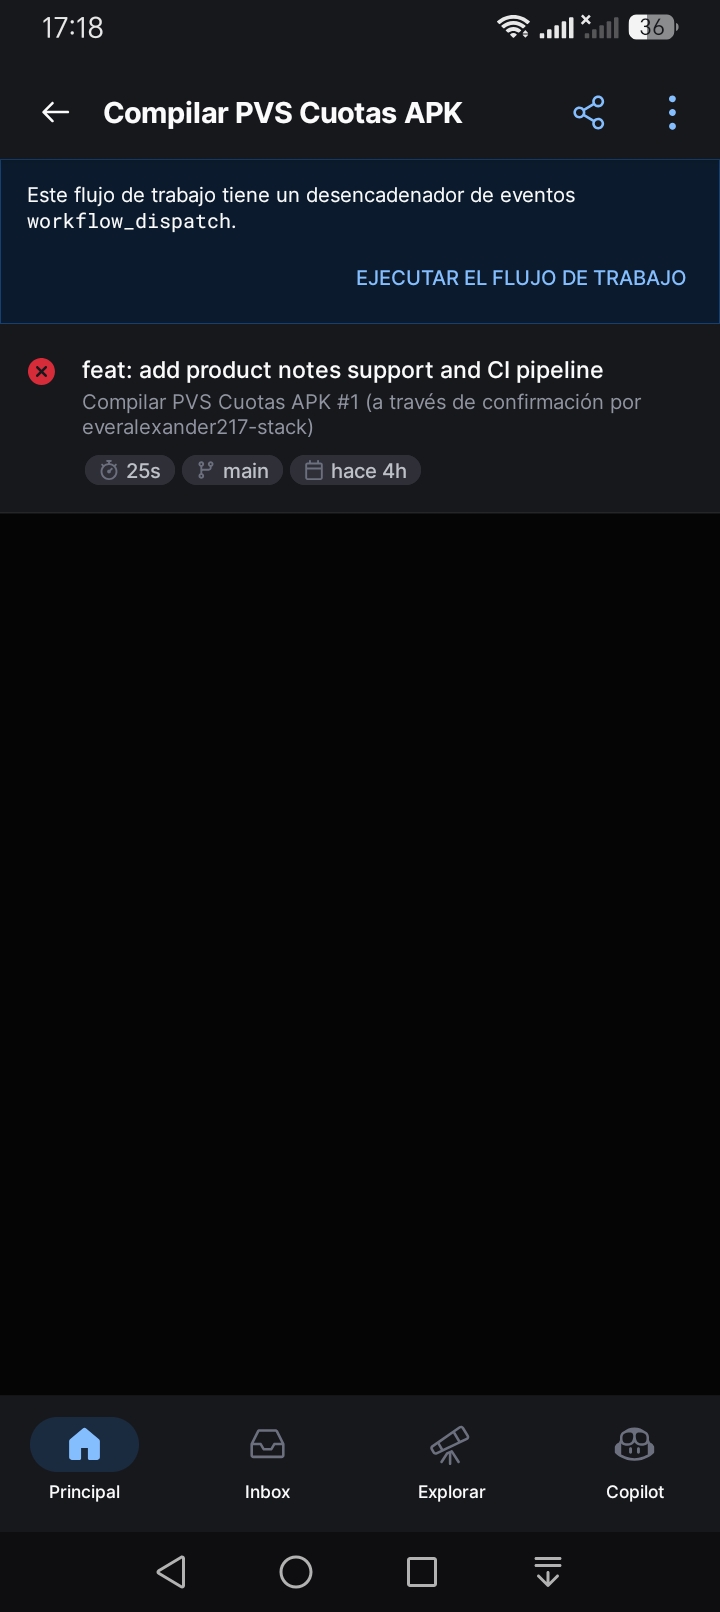 17:18
36
Compilar PVS Cuotas APK
Este flujo de trabajo tiene un desencadenador de eventos
workflow_dispatch.
EJECUTAR EL FLUJO DE TRABAJO
feat: add product notes support and CI pipeline
Compilar PVS Cuotas APK #1 (a través de confirmación por
everalexander217-stack)
25s main hace 4h
Principal Inbox Explorar Copilot